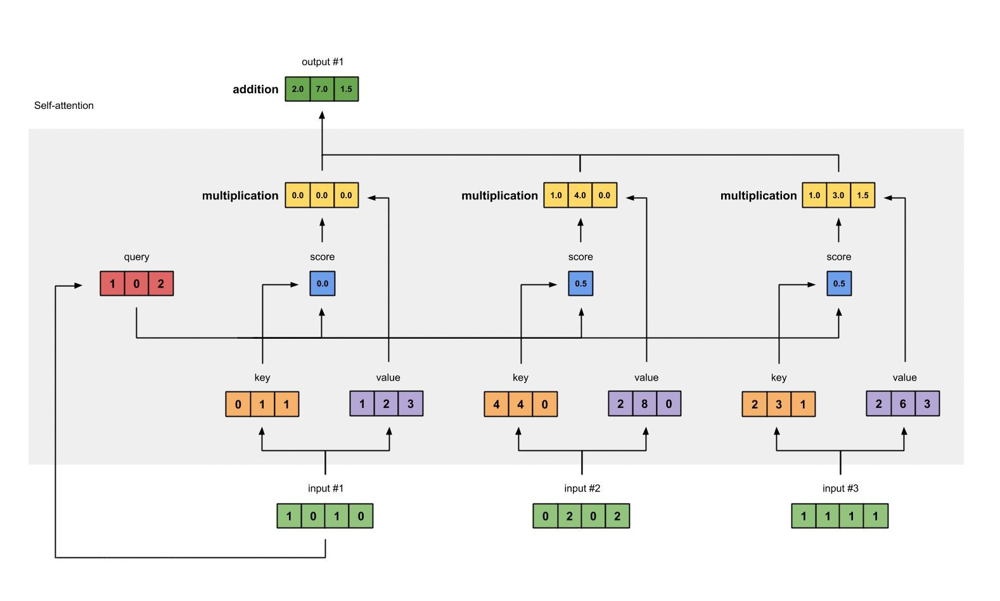 output #1
addition 2.0 7.0 1.5
Self-attention
multiplication 0.0 0.0 0.0 multiplication 1.0 4.0 0.0 multiplication 1.0 3.0 1.5
query score score score
1 0 2 0.0 0.5 0.5
key value key value key value
0 1 1 1 2 3 4 4 0 2 8 0 2 3 1 2 6 3
input #1 input #2 input #3
1 0 1 0 0 2 0 2 1 1 1 1